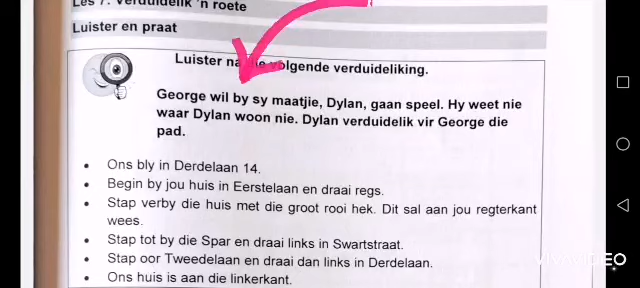 Les 7: Verduidelik 'n roete
Luister en praat
Luister na die volgende verduideliking.
George wil by sy maatjie, Dylan, gaan speel. Hy weet nie
waar Dylan woon nie. Dylan verduidelik vir George die
pad.
• Ons bly in Derdelaan 14.
• Begin by jou huis in Eerstelaan en draai regs.
• Stap verby die huis met die groot rooi hek. Dit sal aan jou regterkant
wees.
• Stap tot by die Spar en draai links in Swartstraat.
• Stap oor Tweedelaan en draai dan links in Derdelaan.
• Ons huis is aan die linkerkant.
VIVAVIDEO